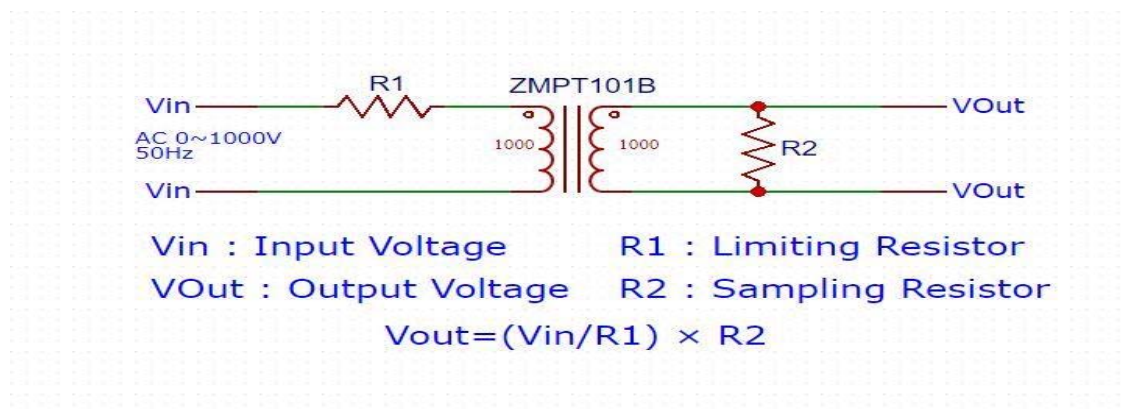 R1 ZMPT101B
Vin VOut
AC 0~1000V
50Hz
1000 1000 R2
Vin VOut
Vin : Input Voltage R1 : Limiting Resistor
VOut : Output Voltage R2 : Sampling Resistor
Vout=(Vin/R1) × R2